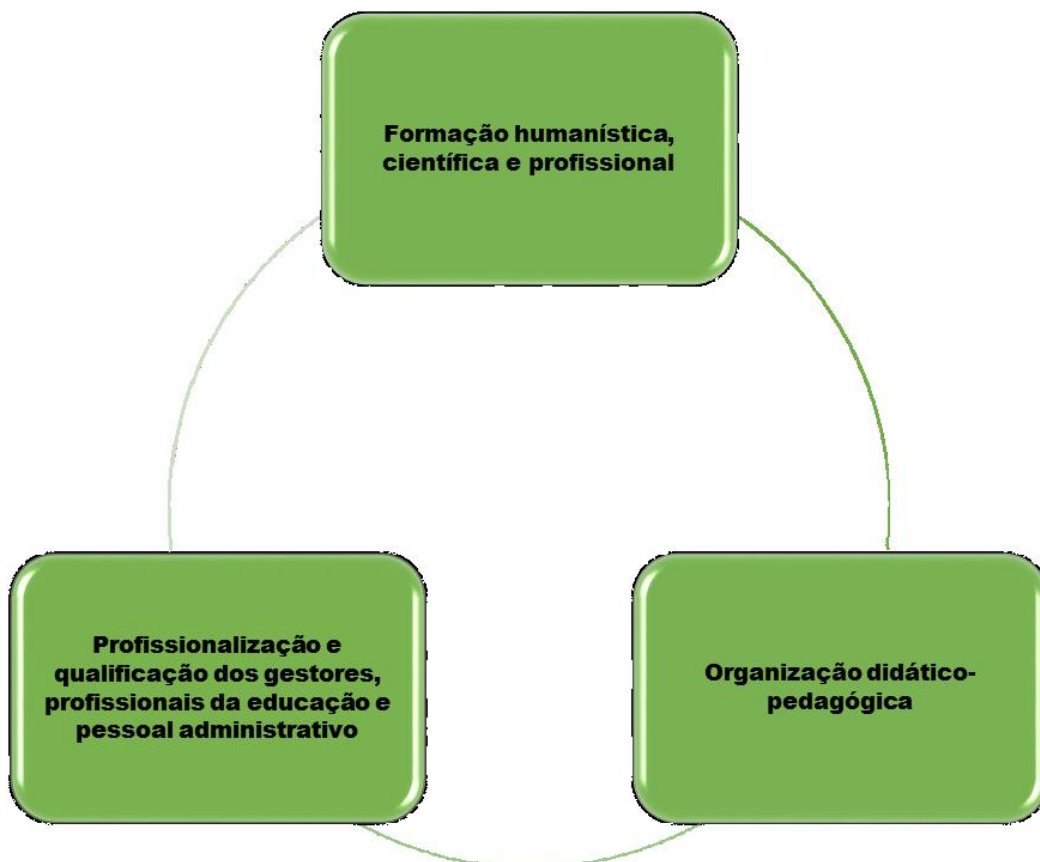 Formação humanística,
científica e profissional
Profissionalização e
qualificação dos gestores,
profissionais da educação e
pessoal administrativo
Organização didático-
pedagógica